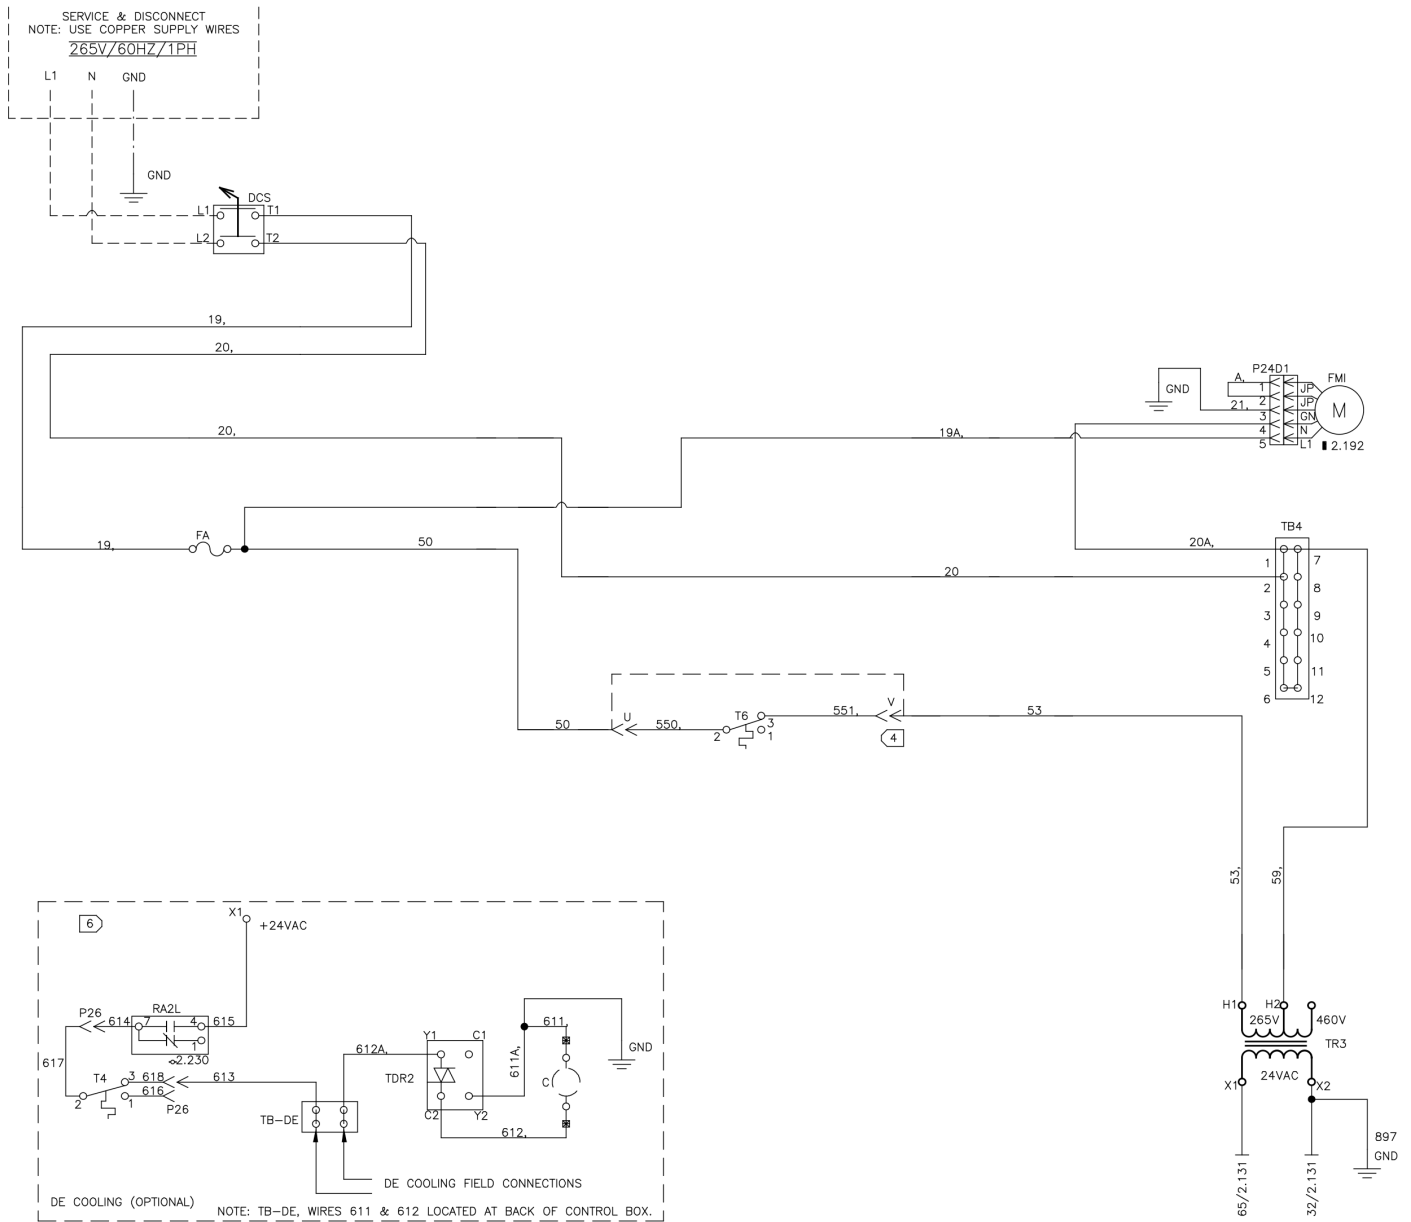 SERVICE & DISCONNECT
NOTE: USE COPPER SUPPLY WIRES
265V/60HZ/1PH
L1 N GND
GND
DCS
L1 T1
L2 T2
19,
20,
P24D1
FMI
A,
GND
1 JP
21, 2 JP
3 GN
M
4 N
5 L1
2.192
20,
19A,
TB4
FA
19,
50
20A,
1 7
20
2 8
3 9
4 10
5 11
6 12
U
V
50
550,
T6
2 3
1
551,
53
4
53,
59,
6
X1
+24VAC
P26
RA2L
614
7 4
615
1
2.230
617
T4
3
618
613
616
2 1
P26
TB-DE
612A,
Y1 C1
TDR2
C2 Y2
611A,
611,
C
GND
612,
H1 H2
265V 460V
TR3
24VAC
X1 X2
897
GND
65/2.131
32/2.131
DE COOLING FIELD CONNECTIONS
DE COOLING (OPTIONAL)
NOTE: TB-DE, WIRES 611 & 612 LOCATED AT BACK OF CONTROL BOX.